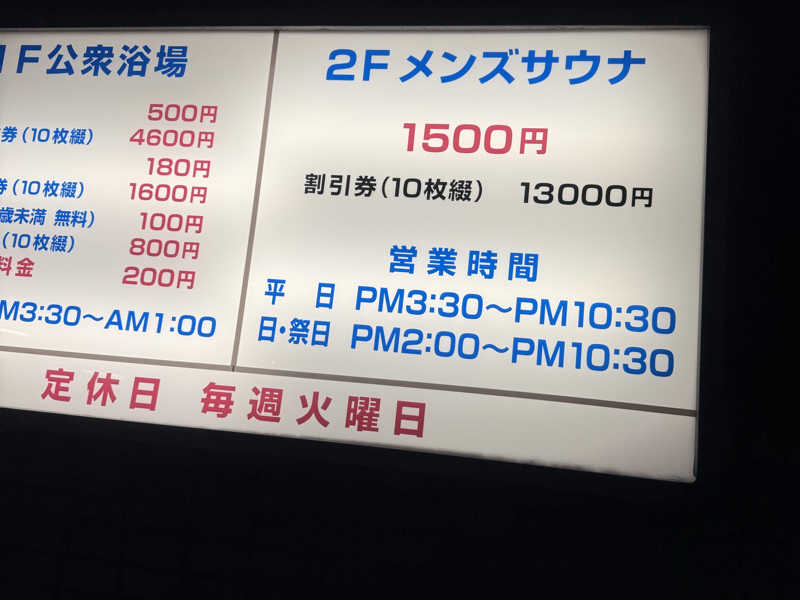 1F公衆浴場
500円
券(10枚綴) 4600円
180円
券(10枚綴) 1600円
歳未満 無料) 100円
(10枚綴) 800円
料金 200円
PM3:30～AM1:00
2Fメンズサウナ
1500円
割引券(10枚綴) 13000円
営業時間
平 日 PM3:30～PM10:30
日・祭日 PM2:00～PM10:30
定休日 毎週火曜日